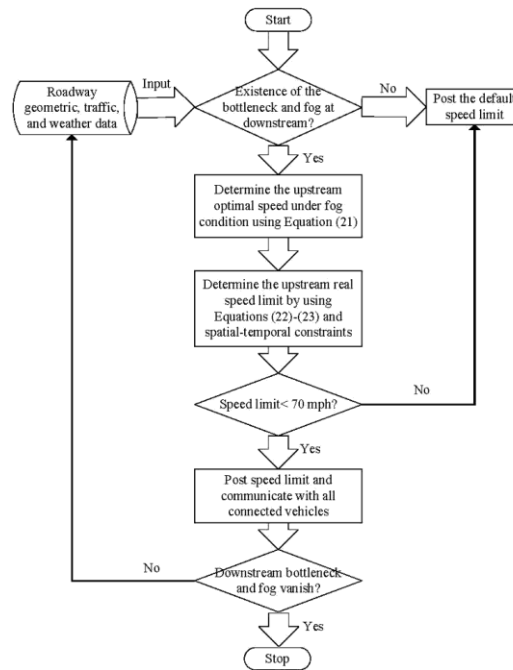 Start
Roadway
geometric, traffic,
and weather data
Input
Existence of the
bottleneck and fog at
downstream?
No
Post the default
speed limit
Yes
Determine the upstream
optimal speed under fog
condition using Equation (21)
Determine the upstream real
speed limit by using
Equations (22)-(23) and
spatial-temporal constraints
Speed limit< 70 mph?
No
Yes
Post speed limit and
communicate with all
connected vehicles
Downstream bottleneck
and fog vanish?
No
Yes
Stop